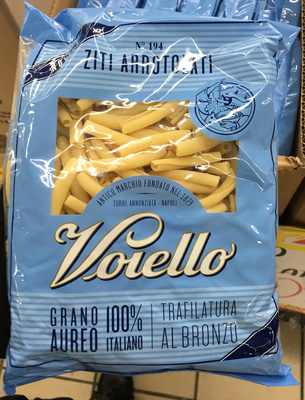 Nº 194
ZITI ARROTOLATI
ANTICO MARCHIO FONDATO NEL 1879
TORRE ANNUNZIATA - NAPOLI
Voiello
GRANO AUREO
100% ITALIANO
TRAFILATURA AL BRONZO